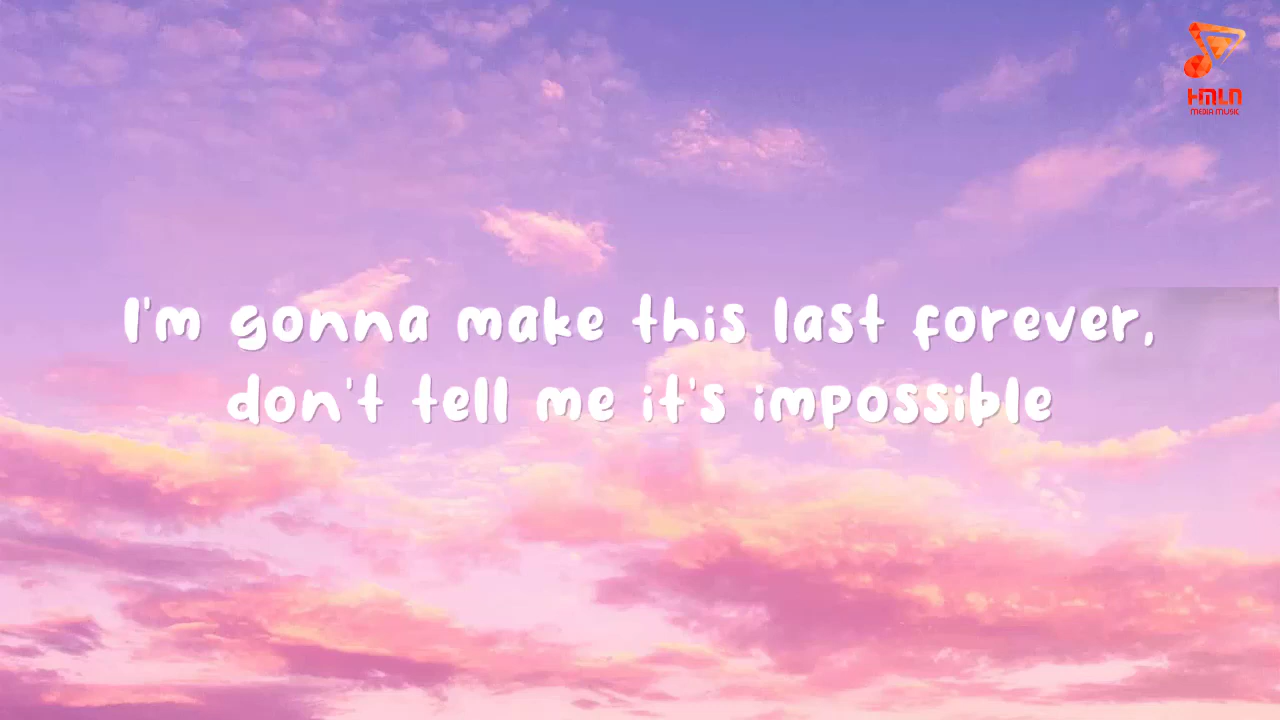 HMLN
MEDIA MUSIC
I'm gonna make this last forever,
don't tell me it's impossible